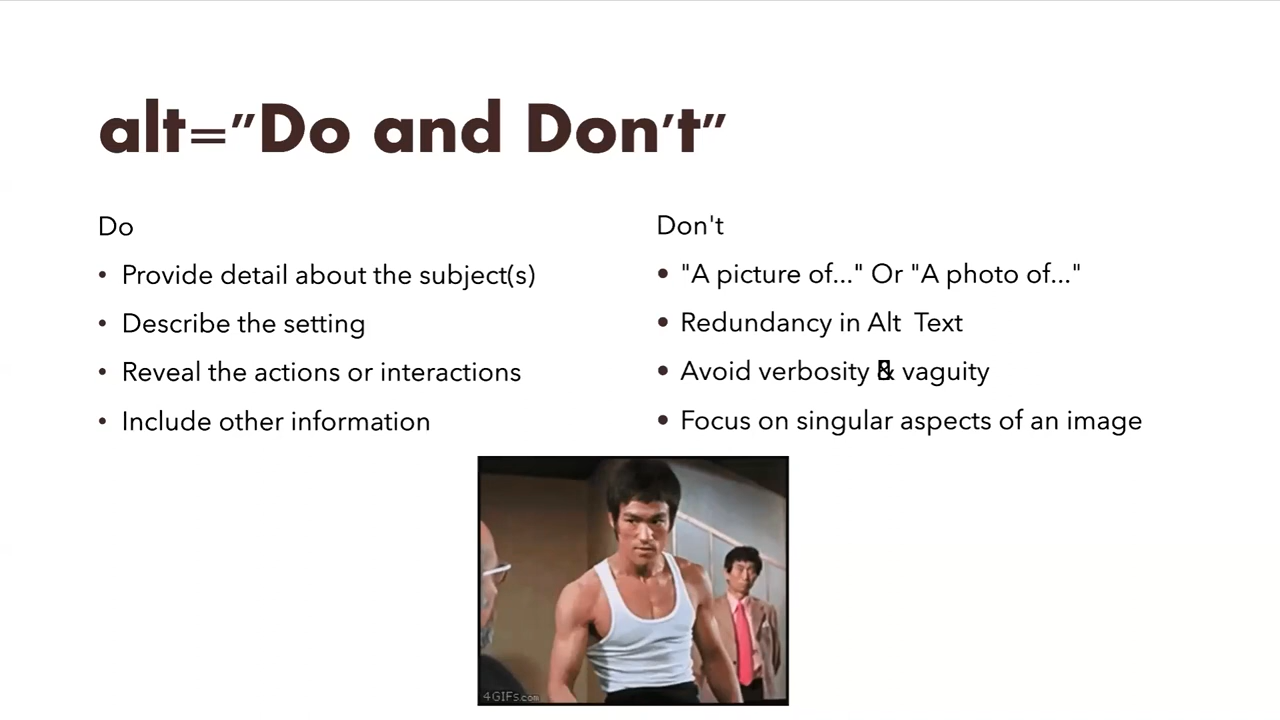 alt=”Do and Don’t”
Do
• Provide detail about the subject(s)
• Describe the setting
• Reveal the actions or interactions
• Include other information
Don't
• "A picture of..." Or "A photo of..."
• Redundancy in Alt  Text
• Avoid verbosity & vaguity
• Focus on singular aspects of an image
4GIFs.com